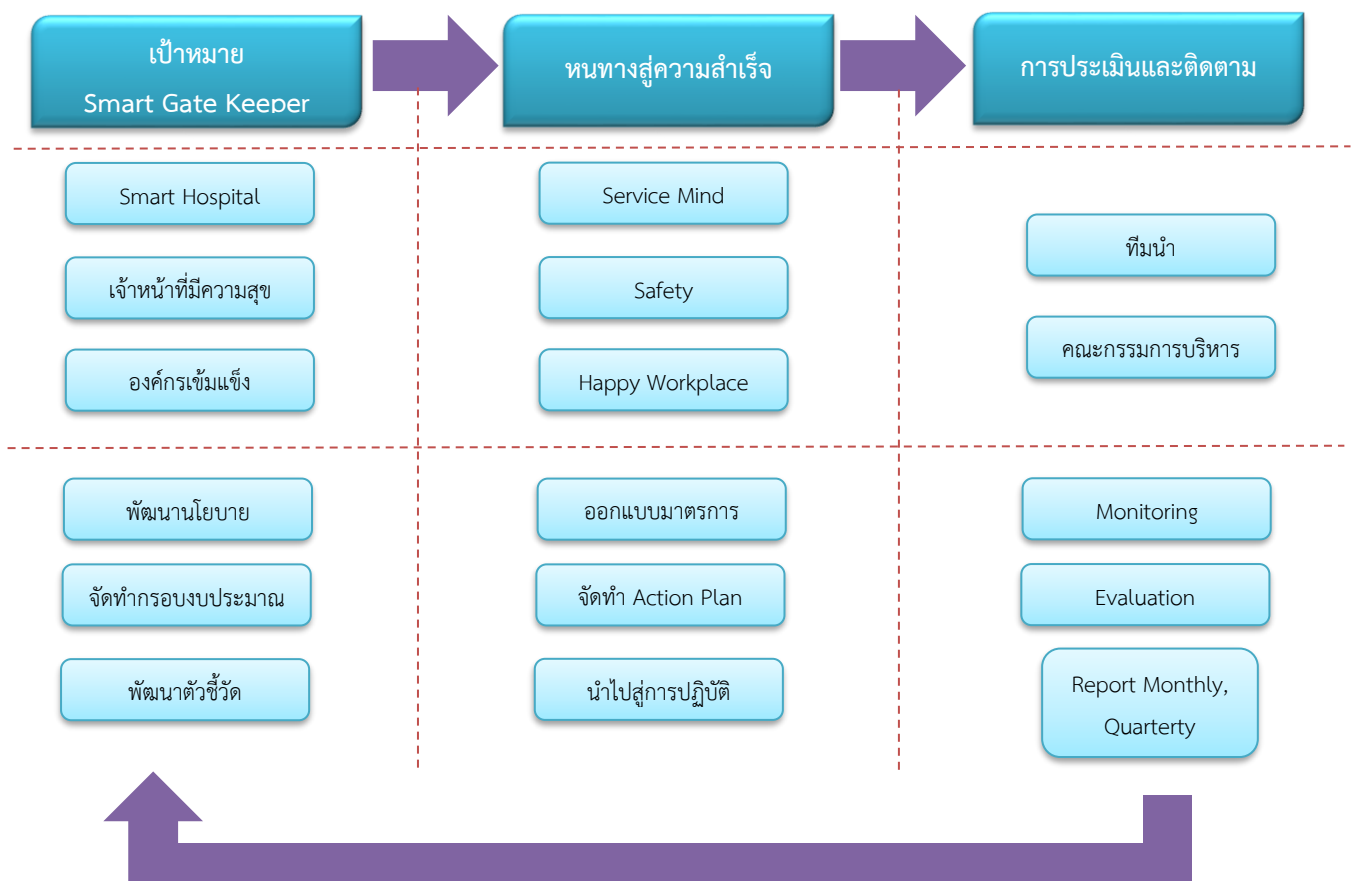 เป้าหมาย
Smart Gate Keeper
หนทางสู่ความสำเร็จ
การประเมินและติดตาม
Smart Hospital
เจ้าหน้าที่มีความสุข
องค์กรเข้มแข็ง
Service Mind
Safety
Happy Workplace
ทีมนำ
คณะกรรมการบริหาร
พัฒนานโยบาย
จัดทำกรอบงบประมาณ
พัฒนาตัวชี้วัด
ออกแบบมาตรการ
จัดทำ Action Plan
นำไปสู่การปฏิบัติ
Monitoring
Evaluation
Report Monthly,
Quarterty